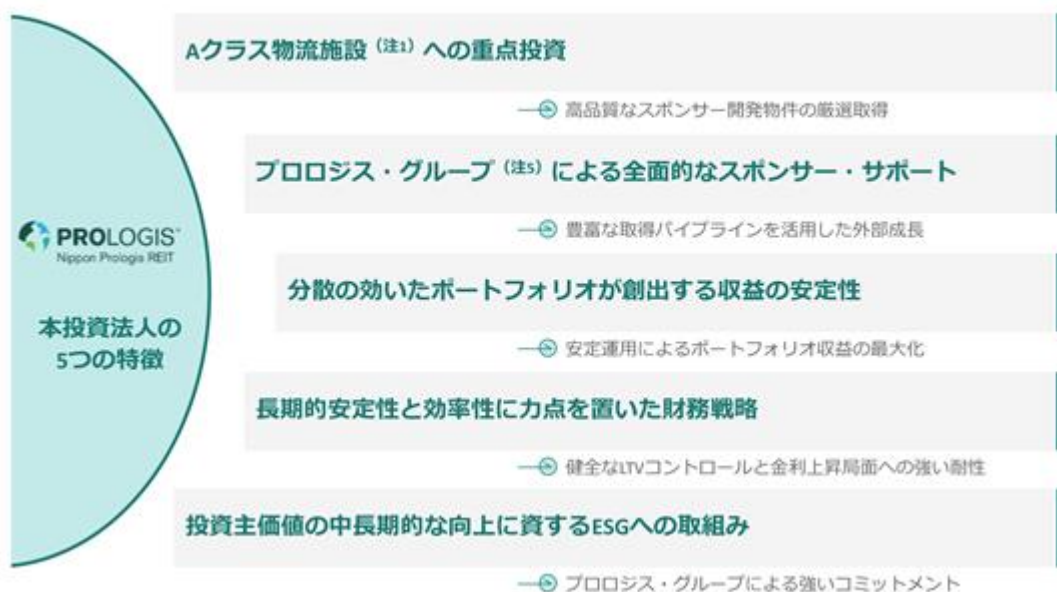 Aクラス物流施設（注1）への重点投資
高品質なスポンサー開発物件の厳選取得
プロロジス・グループ（注5）による全面的なスポンサー・サポート
豊富な取得パイプラインを活用した外部成長
PROLOGIS
Nippon Prologis REIT
分散の効いたポートフォリオが創出する収益の安定性
本投資法人の
5つの特徴
安定運用によるポートフォリオ収益の最大化
長期的安定性と効率性に力点を置いた財務戦略
健全なLTVコントロールと金利上昇局面への強い耐性
投資主価値の中長期的な向上に資するESGへの取組み
プロロジス・グループによる強いコミットメント